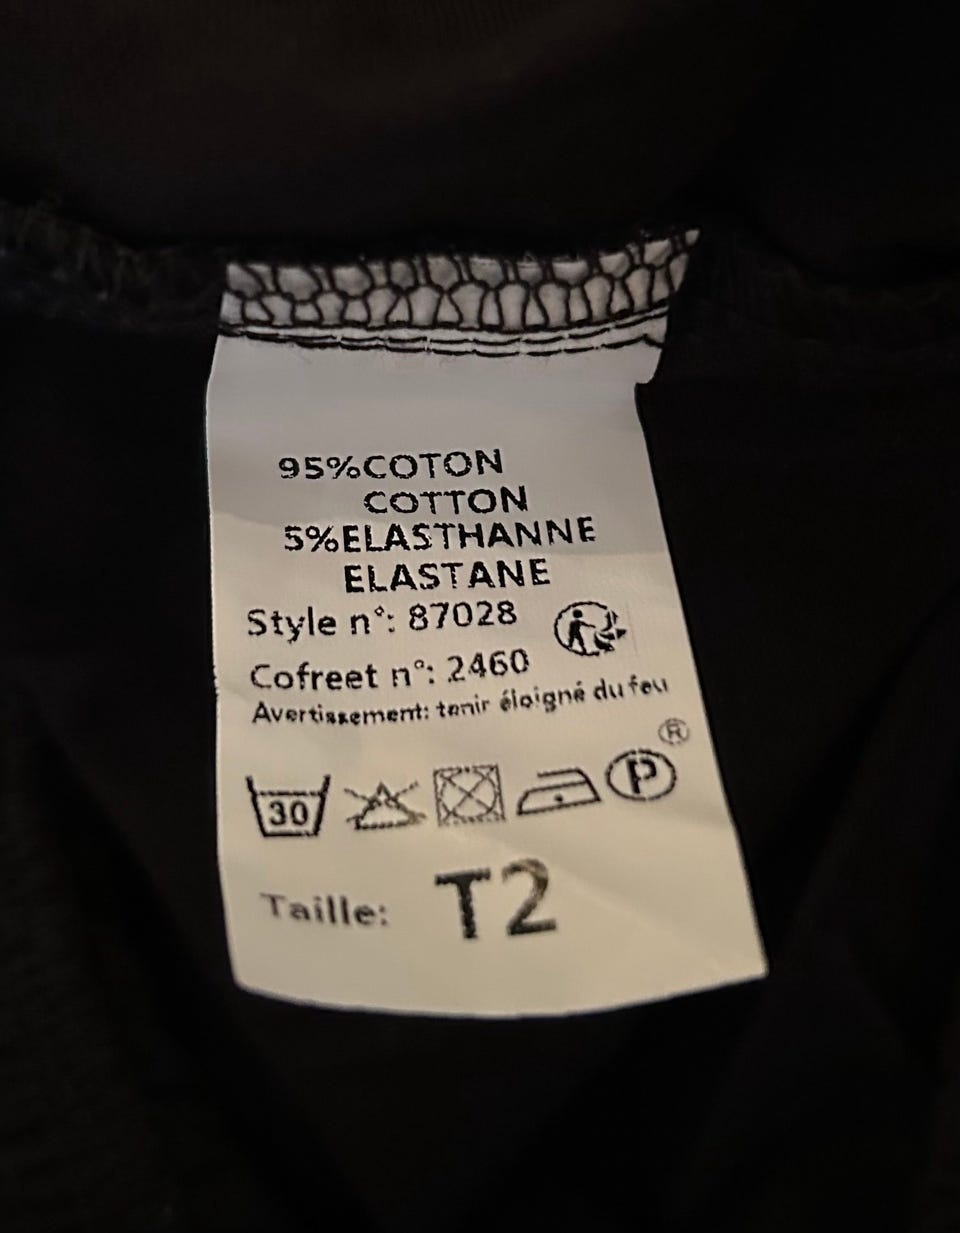 95%COTON
COTTON
5%ELASTHANNE
ELASTANE
Style n°: 87028
Cofreet n°: 2460
Avertissement: tenir éloigné du feu
®
30 P
Taille: T2